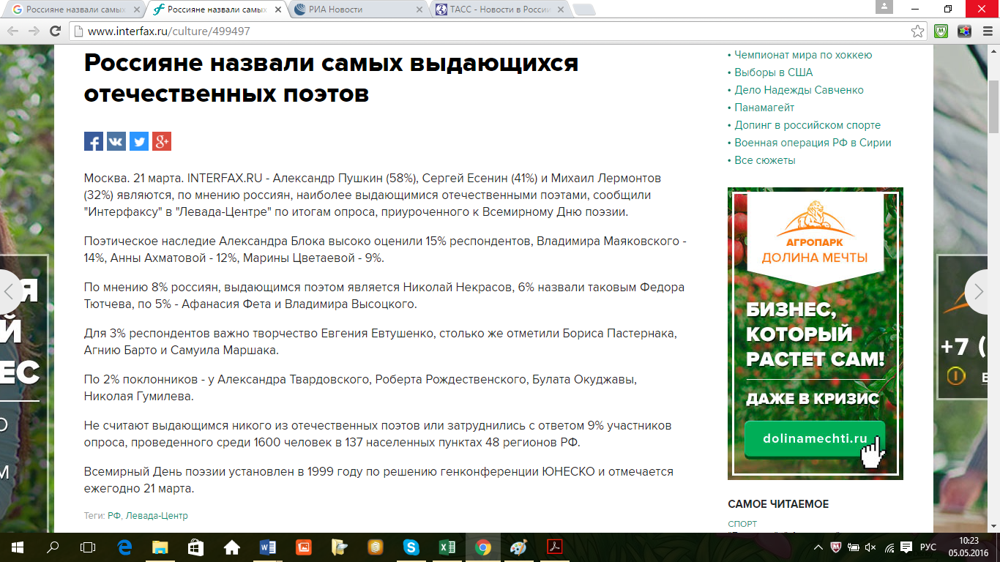 Россияне назвали самых
Россияне назвали самых
РИА Новости
ТАСС - Новости в России
www.interfax.ru/culture/499497
Россияне назвали самых выдающихся
отечественных поэтов
Москва. 21 марта. INTERFAX.RU - Александр Пушкин (58%), Сергей Есенин (41%) и Михаил Лермонтов
(32%) являются, по мнению россиян, наиболее выдающимися отечественными поэтами, сообщили
"Интерфаксу" в "Левада-Центре" по итогам опроса, приуроченного к Всемирному Дню поэзии.
Поэтическое наследие Александра Блока высоко оценили 15% респондентов, Владимира Маяковского -
14%, Анны Ахматовой - 12%, Марины Цветаевой - 9%.
По мнению 8% россиян, выдающимся поэтом является Николай Некрасов, 6% назвали таковым Федора
Тютчева, по 5% - Афанасия Фета и Владимира Высоцкого.
Для 3% респондентов важно творчество Евгения Евтушенко, столько же отметили Бориса Пастернака,
Агнию Барто и Самуила Маршака.
По 2% поклонников - у Александра Твардовского, Роберта Рождественского, Булата Окуджавы,
Николая Гумилева.
Не считают выдающимся никого из отечественных поэтов или затруднились с ответом 9% участников
опроса, проведенного среди 1600 человек в 137 населенных пунктах 48 регионов РФ.
Всемирный День поэзии установлен в 1999 году по решению генконференции ЮНЕСКО и отмечается
ежегодно 21 марта.
Теги: РФ, Левада-Центр
• Чемпионат мира по хоккею
• Выборы в США
• Дело Надежды Савченко
• Панамагейт
• Допинг в российском спорте
• Военная операция РФ в Сирии
• Все сюжеты
АГРОПАРК
ДОЛИНА МЕЧТЫ
БИЗНЕС,
КОТОРЫЙ
РАСТЕТ САМ!
ДАЖЕ В КРИЗИС
dolinamechti.ru
САМОЕ ЧИТАЕМОЕ
СПОРТ
+7 (
РУС
10:23
05.05.2016